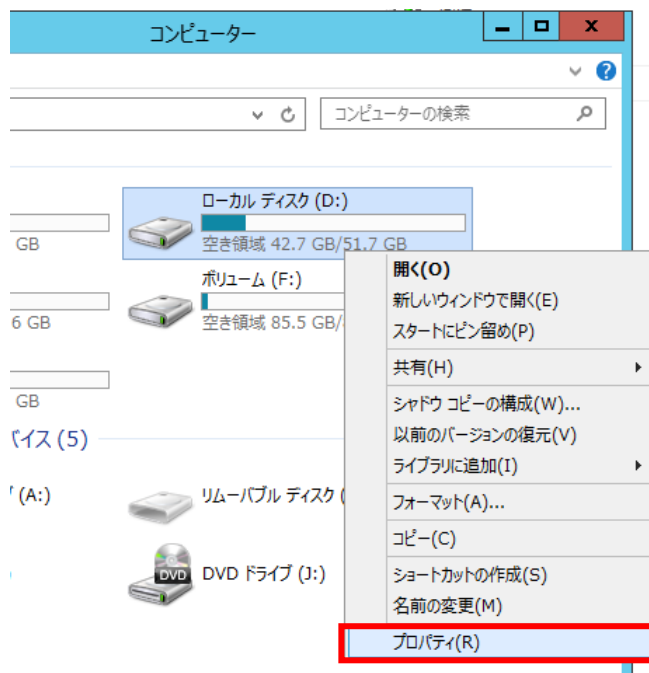 コンピューター
コンピューターの検索
ローカル ディスク (D:)
GB
空き領域 42.7 GB/51.7 GB
ボリューム (F:)
6 GB
空き領域 85.5 GB/
GB
バイス (5)
(A:)
リムーバブル ディスク (
DVD
DVD ドライブ (J:)
開く(O)
新しいウィンドウで開く(E)
スタートにピン留め(P)
共有(H)
シャドウ コピーの構成(W)...
以前のバージョンの復元(V)
ライブラリに追加(I)
フォーマット(A)...
コピー(C)
ショートカットの作成(S)
名前の変更(M)
プロパティ(R)